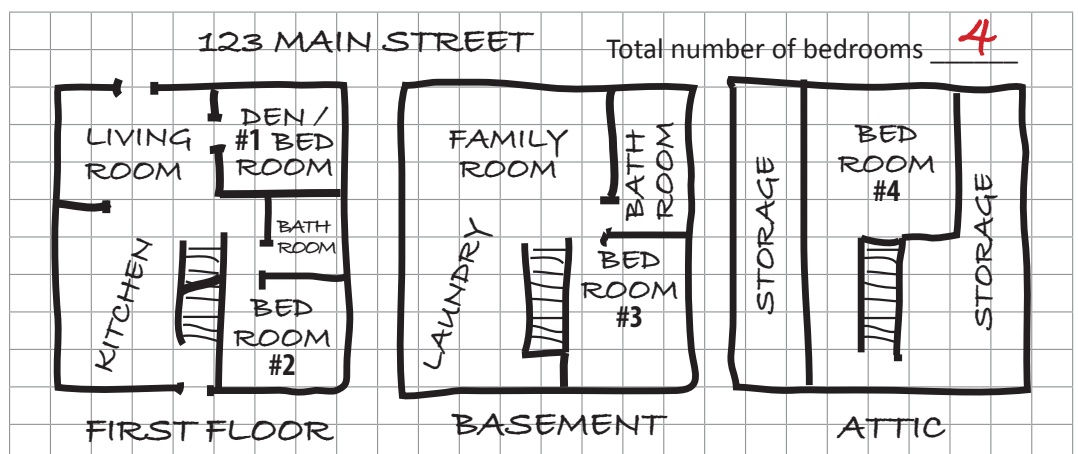 123 MAIN STREET
Total number of bedrooms 4
LIVING
ROOM
DEN /
#1 BED
ROOM
BATH
ROOM
KITCHEN
BED
ROOM
#2
FIRST FLOOR
FAMILY
ROOM
BATH
ROOM
LAUNDRY
BED
ROOM
#3
BASEMENT
STORAGE
BED
ROOM
#4
STORAGE
ATTIC